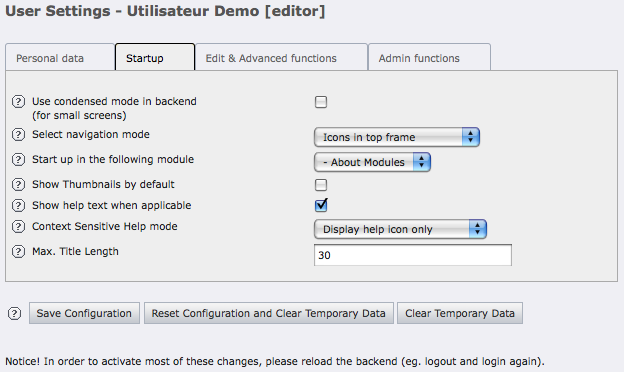 User Settings - Utilisateur Demo [editor]
Personal data
Startup
Edit & Advanced functions
Admin functions
? Use condensed mode in backend
(for small screens)
? Select navigation mode
Icons in top frame
? Start up in the following module
- About Modules
? Show Thumbnails by default
? Show help text when applicable
? Context Sensitive Help mode
Display help icon only
? Max. Title Length
30
? Save Configuration
Reset Configuration and Clear Temporary Data
Clear Temporary Data
Notice! In order to activate most of these changes, please reload the backend (eg. logout and login again).